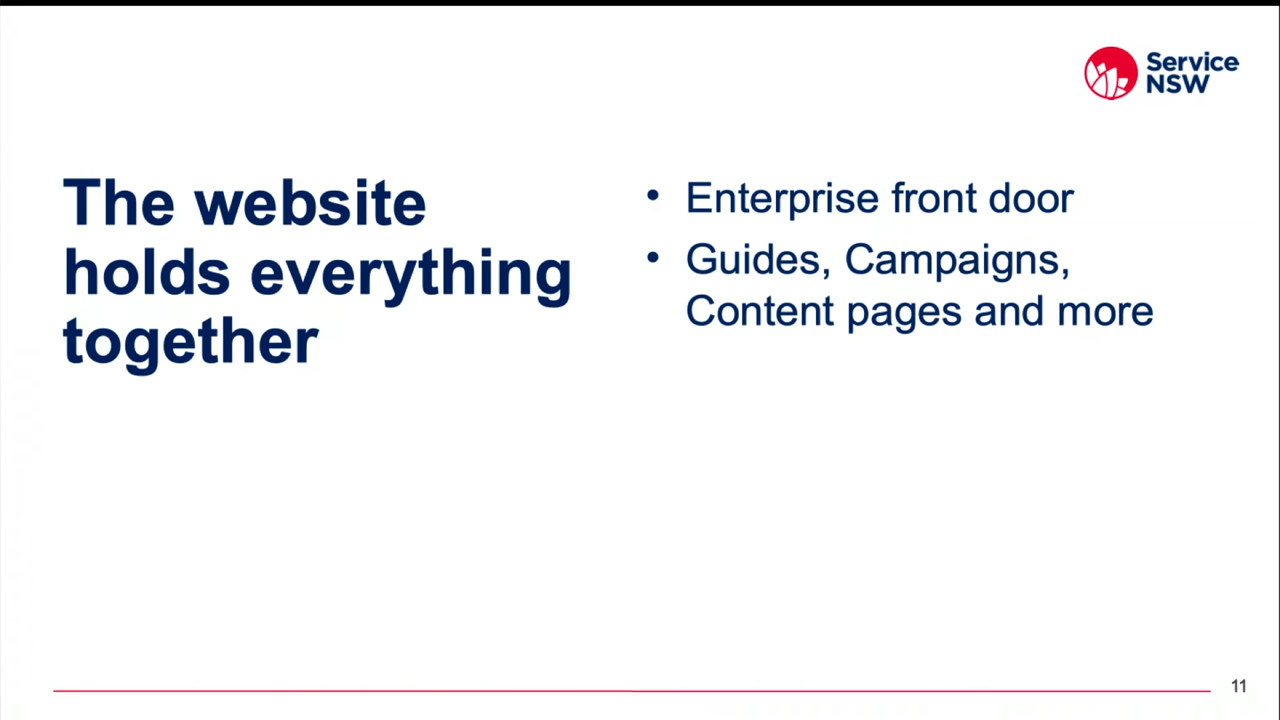 Service
NSW
The website
holds everything
together
• Enterprise front door
• Guides, Campaigns,
Content pages and more
11